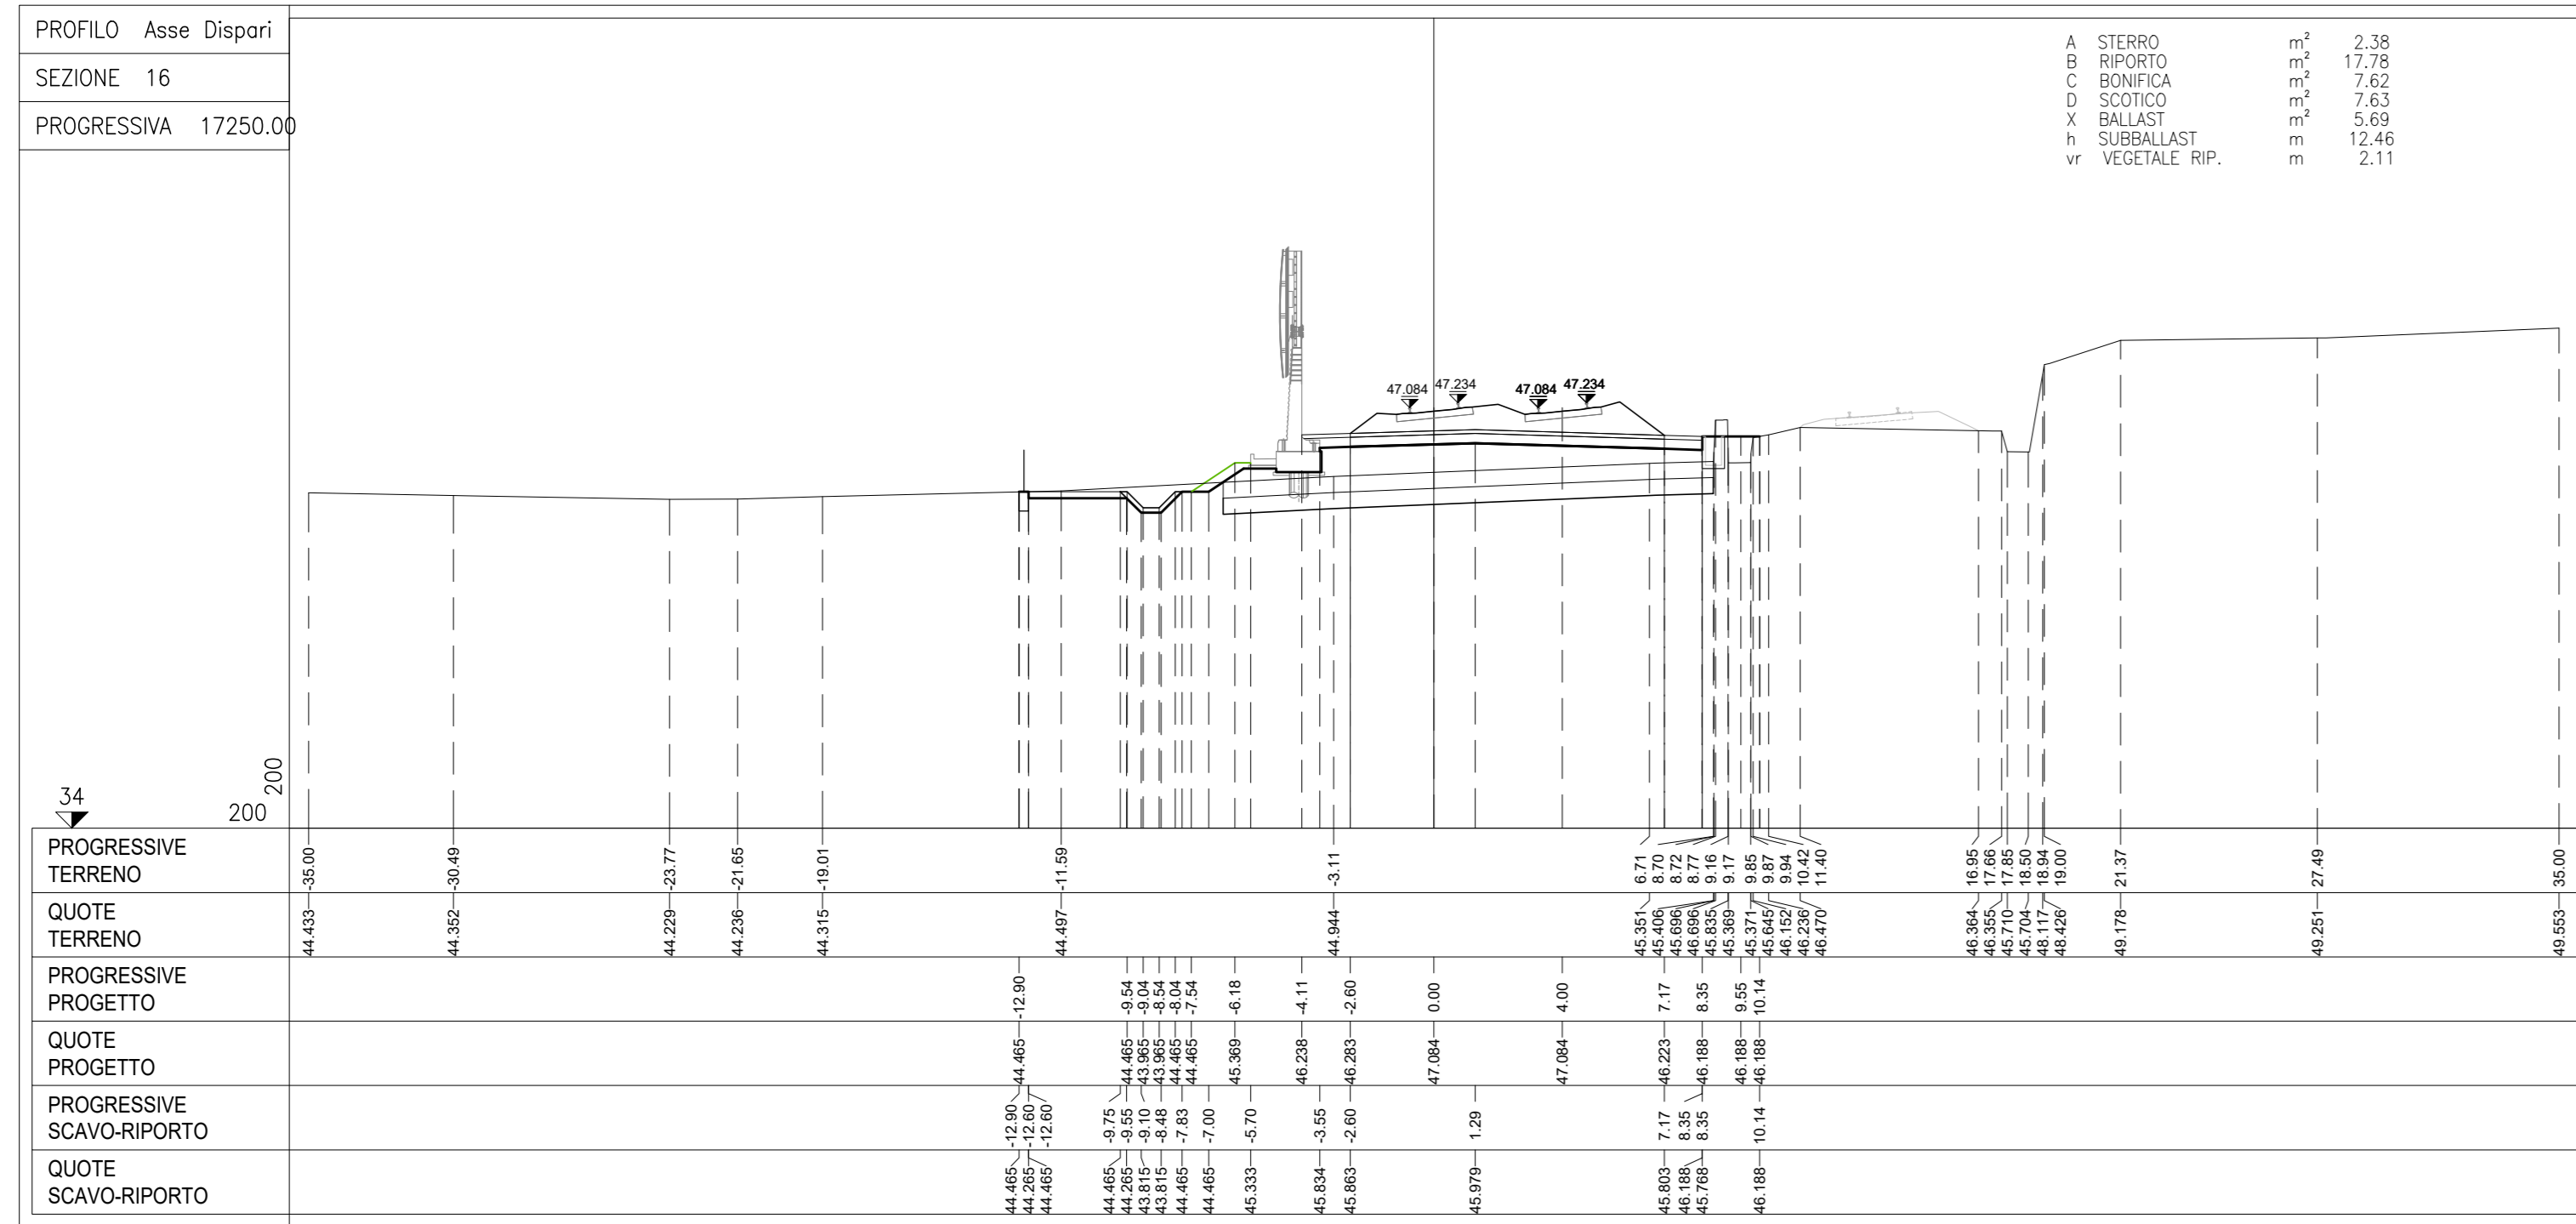 PROFILO Asse Dispari
SEZIONE 16
PROGRESSIVA 17250.00
A STERRO m² 2.38
B RIPORTO m² 17.78
C BONIFICA m² 7.62
D SCOTICO m² 7.63
X BALLAST m² 5.69
h SUBBALLAST m 12.46
vr VEGETALE RIP. m 2.11
47.084 47.234 47.084 47.234
200
34
200
PROGRESSIVE
TERRENO
-35.00 -30.49 -23.77 -21.65 -19.01 -11.59 -3.11 6.71 8.70 8.72 8.77 9.16 9.17 9.85 9.87 9.94 10.42 11.40 16.95 17.66 17.85 18.50 18.94 19.00 21.37 27.49 35.00
QUOTE
TERRENO
44.433 44.352 44.229 44.236 44.315 44.497 44.944 45.351 45.406 45.696 46.696 45.835 45.369 45.371 45.645 46.152 46.236 46.470 46.364 46.355 45.710 45.704 48.117 48.426 49.178 49.251 49.553
PROGRESSIVE
PROGETTO
-12.90 -9.54 -9.04 -8.54 -8.04 -7.54 -6.18 -4.11 -2.60 0.00 4.00 7.17 8.35 9.55 10.14
QUOTE
PROGETTO
44.465 44.465 43.965 43.965 44.465 44.465 45.369 46.238 46.283 47.084 47.084 46.223 46.188 46.188 46.188
PROGRESSIVE
SCAVO-RIPORTO
-12.90 -12.60 -12.60 -9.75 -9.55 -9.10 -8.48 -7.83 -7.00 -5.70 -3.55 -2.60 1.29 7.17 8.35 8.35 10.14
QUOTE
SCAVO-RIPORTO
44.465 44.265 44.465 44.465 44.265 43.815 43.815 44.465 44.465 45.333 45.834 45.863 45.979 45.803 46.188 45.768 46.188